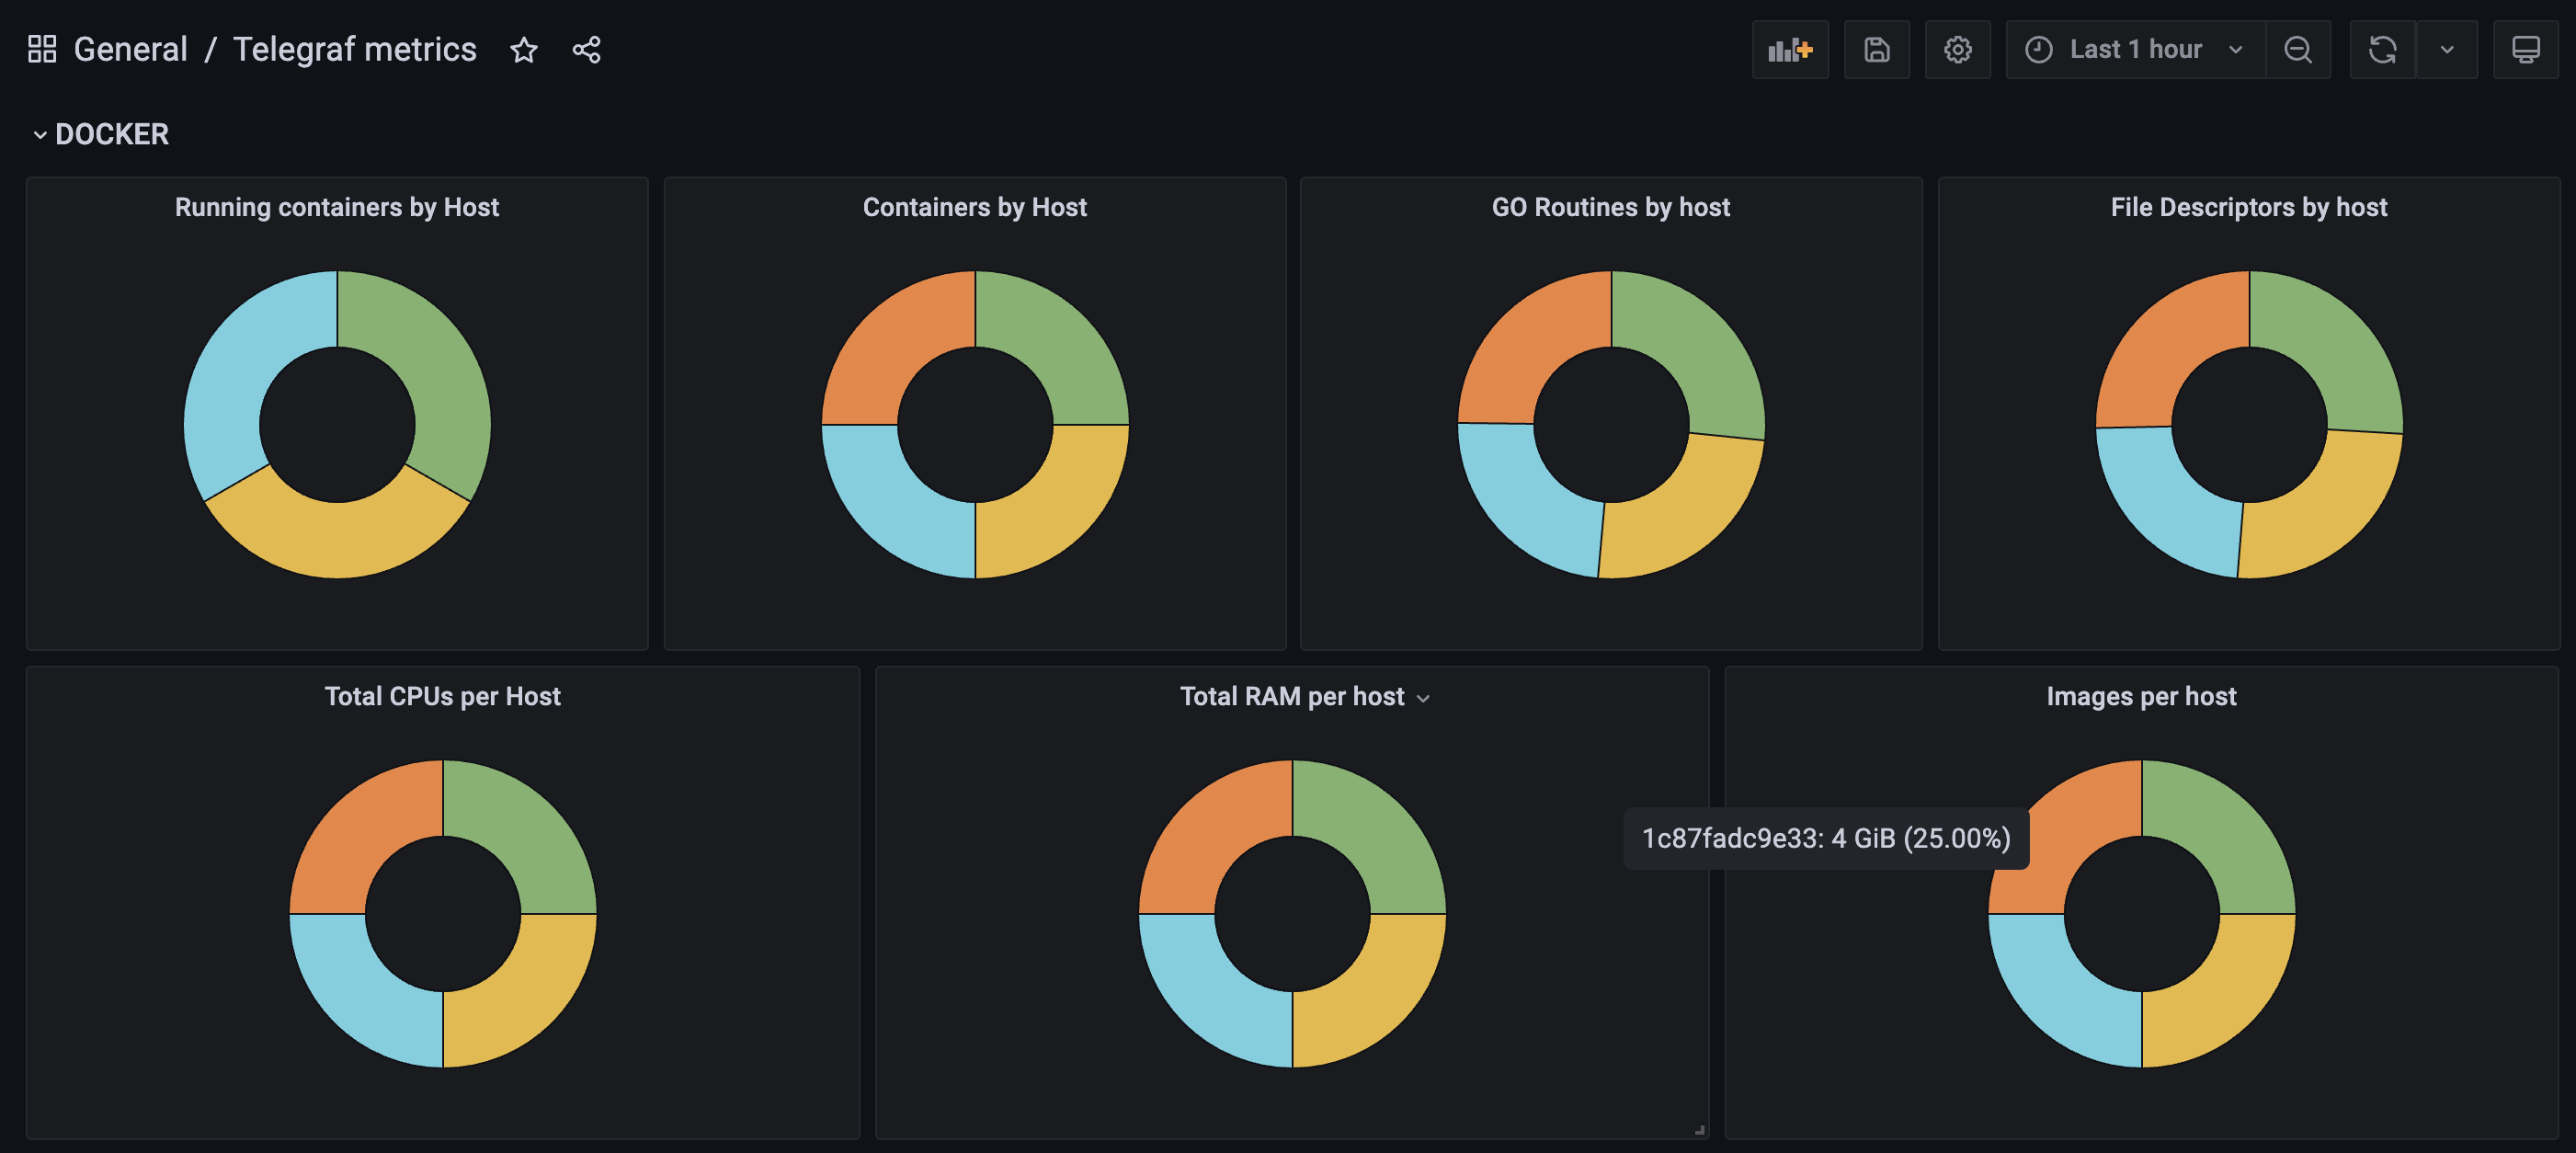 General / Telegraf metrics
Last 1 hour
DOCKER
Running containers by Host
Containers by Host
GO Routines by host
File Descriptors by host
Total CPUs per Host
Total RAM per host
Images per host
1c87fadc9e33: 4 GiB (25.00%)